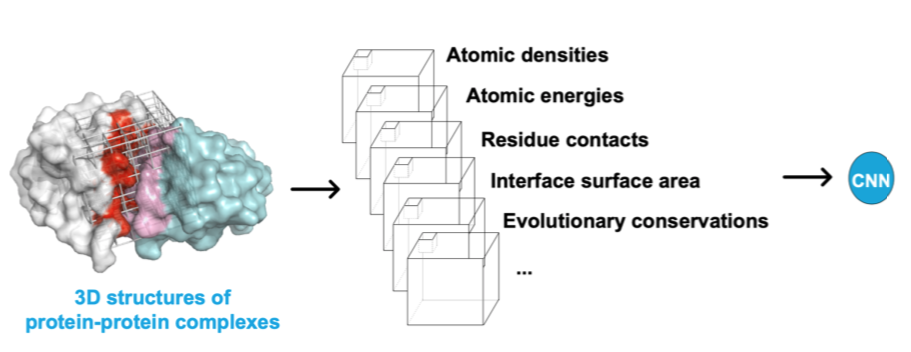 Atomic densities
Atomic energies
Residue contacts
Interface surface area
Evolutionary conservations
...
CNN
3D structures of
protein-protein complexes